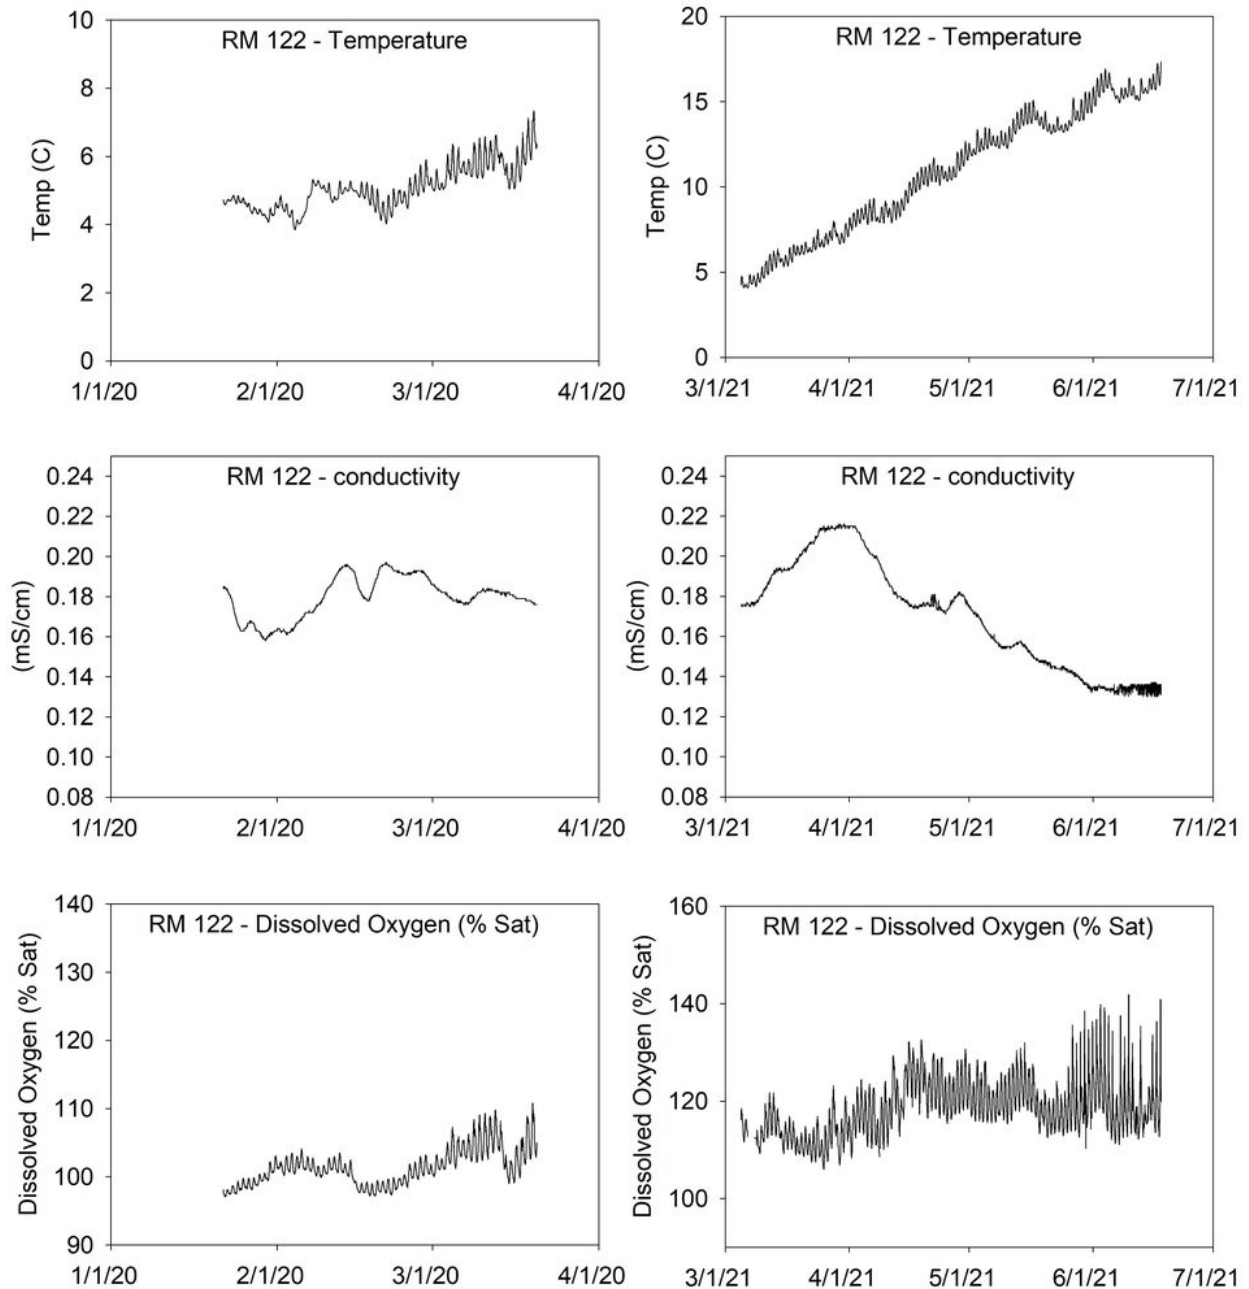 RM 122 - Temperature
Temp (C)
10
8
6
4
2
0
1/1/20 2/1/20 3/1/20 4/1/20
RM 122 - Temperature
Temp (C)
20
15
10
5
0
3/1/21 4/1/21 5/1/21 6/1/21 7/1/21
RM 122 - conductivity
(mS/cm)
0.24
0.22
0.20
0.18
0.16
0.14
0.12
0.10
0.08
1/1/20 2/1/20 3/1/20 4/1/20
RM 122 - conductivity
(mS/cm)
0.24
0.22
0.20
0.18
0.16
0.14
0.12
0.10
0.08
3/1/21 4/1/21 5/1/21 6/1/21 7/1/21
RM 122 - Dissolved Oxygen (% Sat)
Dissolved Oxygen (% Sat)
140
130
120
110
100
90
1/1/20 2/1/20 3/1/20 4/1/20
RM 122 - Dissolved Oxygen (% Sat)
Dissolved Oxygen (% Sat)
160
140
120
100
3/1/21 4/1/21 5/1/21 6/1/21 7/1/21